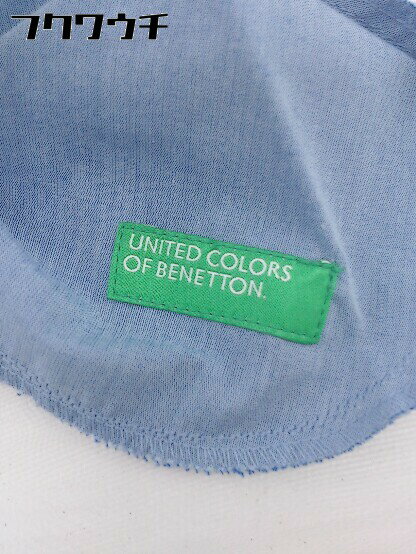 フクワウチ
UNITED COLORS
OF BENETTON.